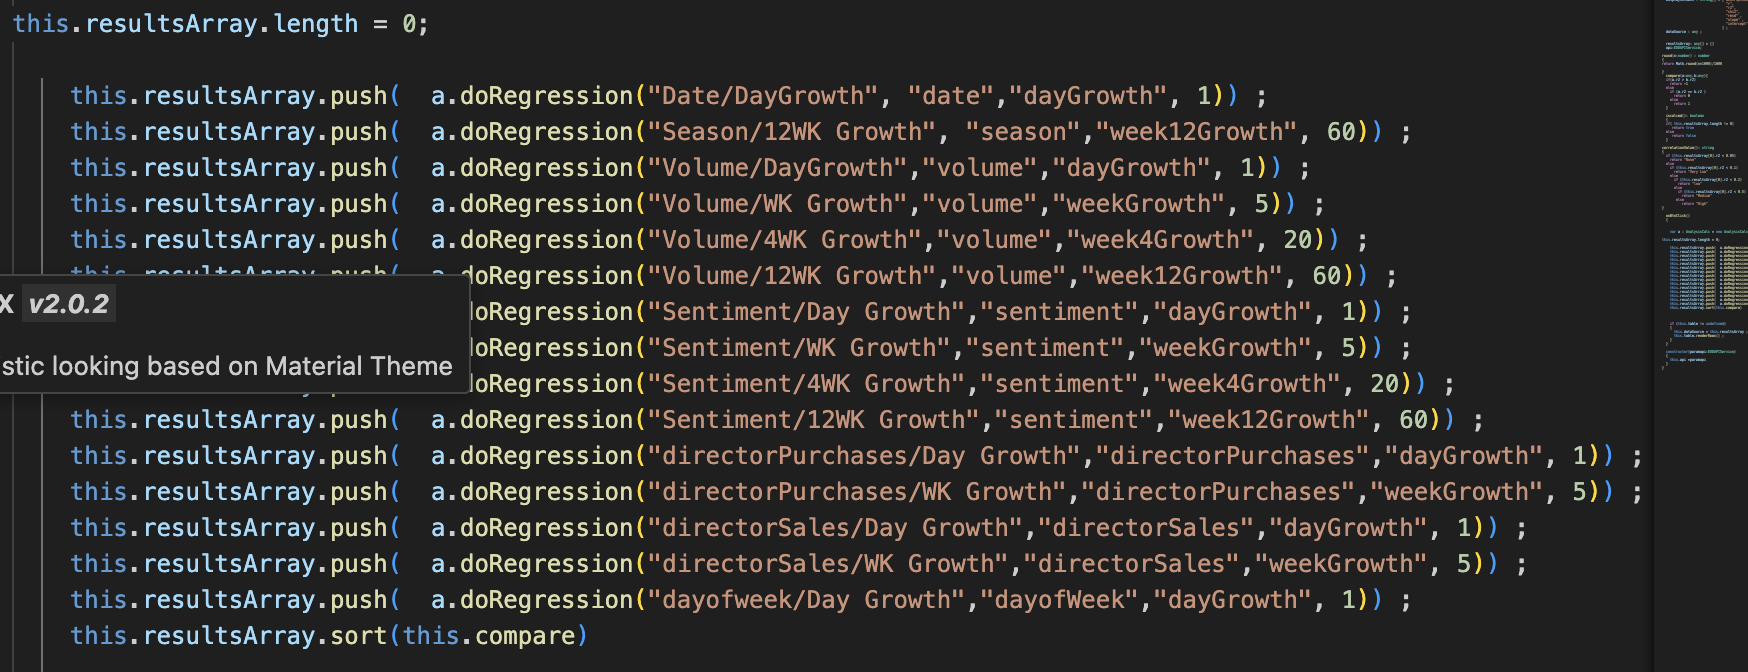 this.resultsArray.length = 0;
this.resultsArray.push(  a.doRegression("Date/DayGrowth", "date","dayGrowth", 1)) ;
this.resultsArray.push(  a.doRegression("Season/12WK Growth", "season","week12Growth", 60)) ;
this.resultsArray.push(  a.doRegression("Volume/DayGrowth","volume","dayGrowth", 1)) ;
this.resultsArray.push(  a.doRegression("Volume/WK Growth","volume","weekGrowth", 5)) ;
this.resultsArray.push(  a.doRegression("Volume/4WK Growth","volume","week4Growth", 20)) ;
this.resultsArray.push(  a.doRegression("Volume/12WK Growth","volume","week12Growth", 60)) ;
X v2.0.2
doRegression("Sentiment/Day Growth","sentiment","dayGrowth", 1)) ;
doRegression("Sentiment/WK Growth","sentiment","weekGrowth", 5)) ;
stic looking based on Material Theme
doRegression("Sentiment/4WK Growth","sentiment","week4Growth", 20)) ;
this.resultsArray.push(  a.doRegression("Sentiment/12WK Growth","sentiment","week12Growth", 60)) ;
this.resultsArray.push(  a.doRegression("directorPurchases/Day Growth","directorPurchases","dayGrowth", 1)) ;
this.resultsArray.push(  a.doRegression("directorPurchases/WK Growth","directorPurchases","weekGrowth", 5)) ;
this.resultsArray.push(  a.doRegression("directorSales/Day Growth","directorSales","dayGrowth", 1)) ;
this.resultsArray.push(  a.doRegression("directorSales/WK Growth","directorSales","weekGrowth", 5)) ;
this.resultsArray.push(  a.doRegression("dayofweek/Day Growth","dayofWeek","dayGrowth", 1)) ;
this.resultsArray.sort(this.compare)